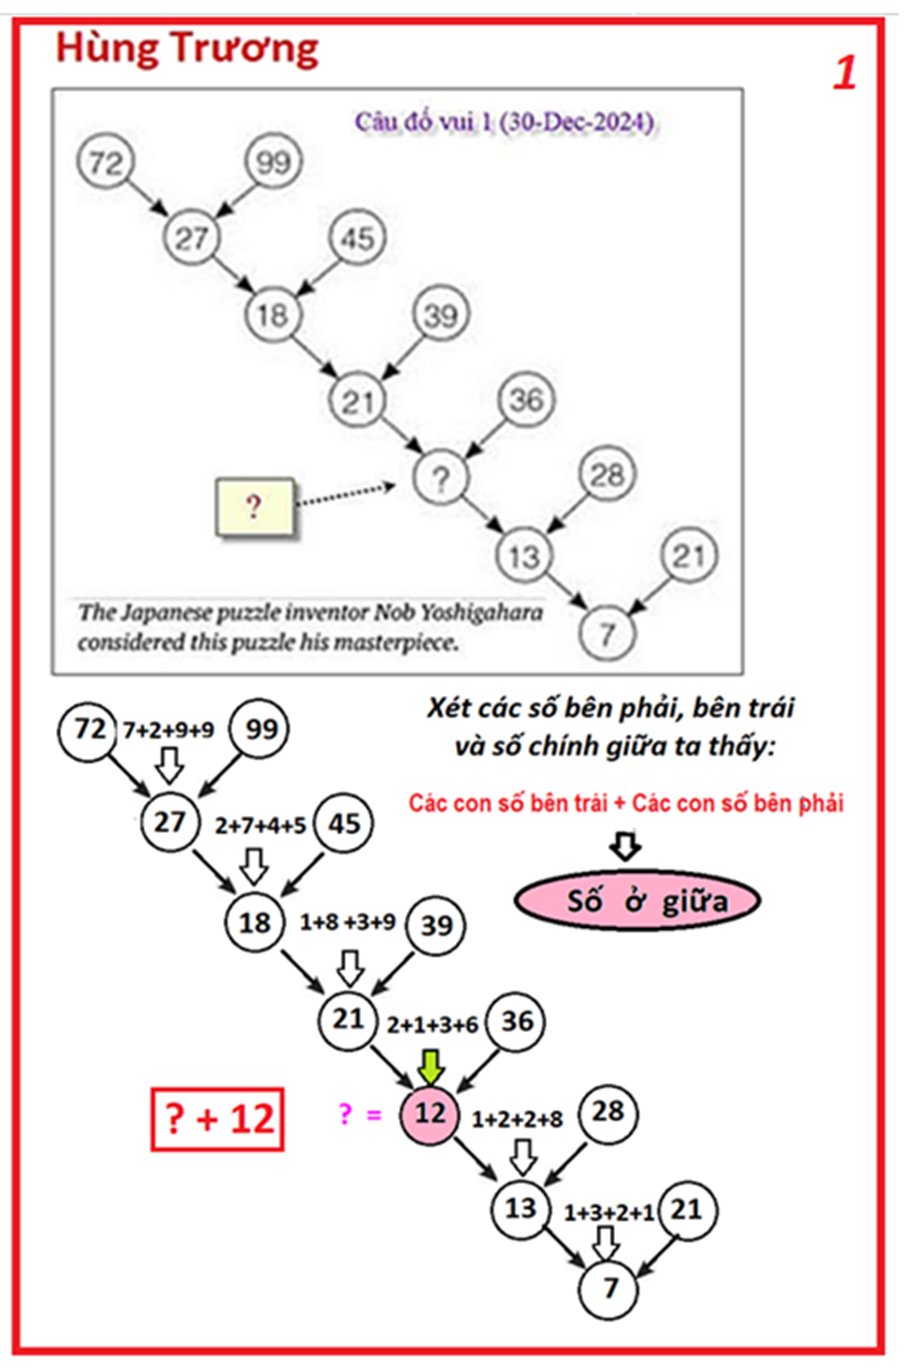 Hùng Trương
1
Câu đố vui 1 (30-Dec-2024)
72
99
27
45
18
39
21
36
?
28
?
13
21
7
The Japanese puzzle inventor Nob Yoshigahara
considered this puzzle his masterpiece.
Xét các số bên phải, bên trái
và số chính giữa ta thấy:
Các con số bên trái + Các con số bên phải
Số ở giữa
72 7+2+9+9 99
27 2+7+4+5 45
18 1+8 +3+9 39
21 2+1+3+6 36
? + 12
? = 12 1+2+2+8 28
13 1+3+2+1 21
7